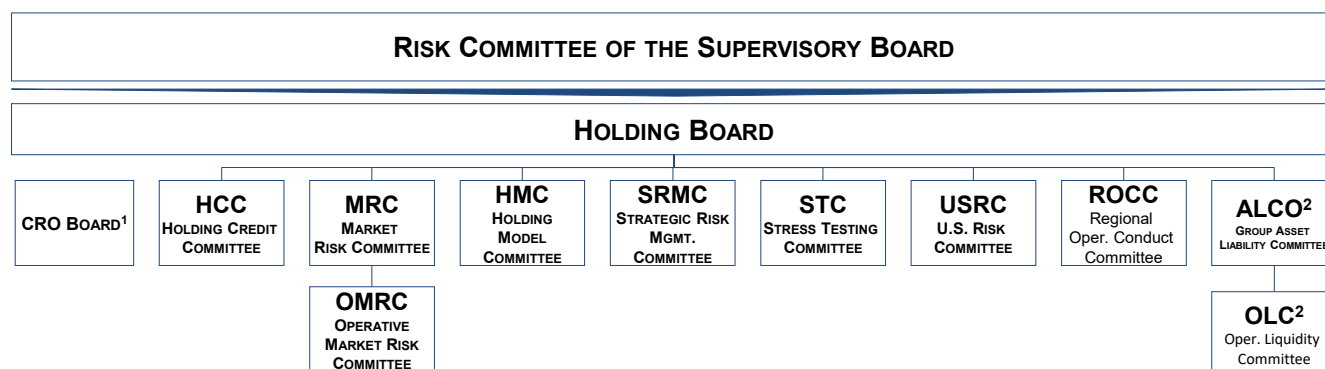 RISK COMMITTEE OF THE SUPERVISORY BOARD
HOLDING BOARD
CRO BOARD¹
HCC
HOLDING CREDIT
COMMITTEE
MRC
MARKET
RISK COMMITTEE
HMC
HOLDING
MODEL
COMMITTEE
SRMC
STRATEGIC RISK
MGMT.
COMMITTEE
STC
STRESS TESTING
COMMITTEE
USRC
U.S. RISK
COMMITTEE
ROCC
Regional
Oper. Conduct
Committee
ALCO²
GROUP ASSET
LIABILITY COMMITTEE
OMRC
OPERATIVE
MARKET RISK
COMMITTEE
OLC²
Oper. Liquidity
Committee